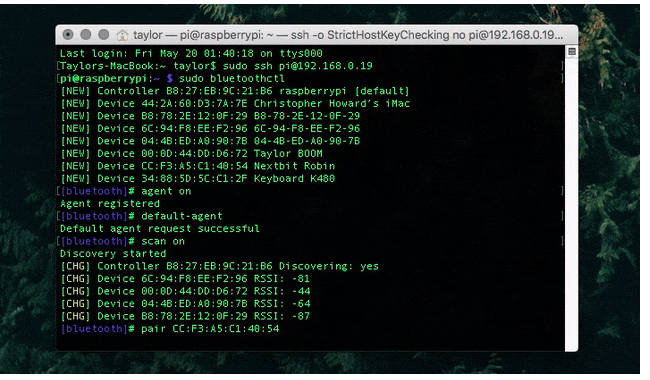 taylor — pi@raspberrypi: ~ — ssh -o StrictHostKeyChecking no pi@192.168.0.19...
Last login: Fri May 20 01:40:18 on ttys000
[Taylors-MacBook:~ taylor$ sudo ssh pi@192.168.0.19 ]
[pi@raspberrypi:~ $ sudo bluetoothctl ]
[NEW] Controller B8:27:EB:9C:21:B6 raspberrypi [default]
[NEW] Device 44:2A:60:D3:7A:7E Christopher Howard's iMac
[NEW] Device B8:78:2E:12:0F:29 B8-78-2E-12-0F-29
[NEW] Device 6C:94:F8:EE:F2:96 6C-94-F8-EE-F2-96
[NEW] Device 04:4B:ED:A0:90:7B 04-4B-ED-A0-90-7B
[NEW] Device 00:0D:44:DD:D6:72 Taylor BOOM
[NEW] Device CC:F3:A5:C1:40:54 Nextbit Robin
[NEW] Device 34:88:5D:5C:C1:2F Keyboard K480
[[bluetooth]# agent on ]
Agent registered
[[bluetooth]# default-agent ]
Default agent request successful
[[bluetooth]# scan on ]
Discovery started
[CHG] Controller B8:27:EB:9C:21:B6 Discovering: yes
[CHG] Device 6C:94:F8:EE:F2:96 RSSI: -81
[CHG] Device 00:0D:44:DD:D6:72 RSSI: -44
[CHG] Device 04:4B:ED:A0:90:7B RSSI: -64
[CHG] Device B8:78:2E:12:0F:29 RSSI: -87
[bluetooth]# pair CC:F3:A5:C1:40:54